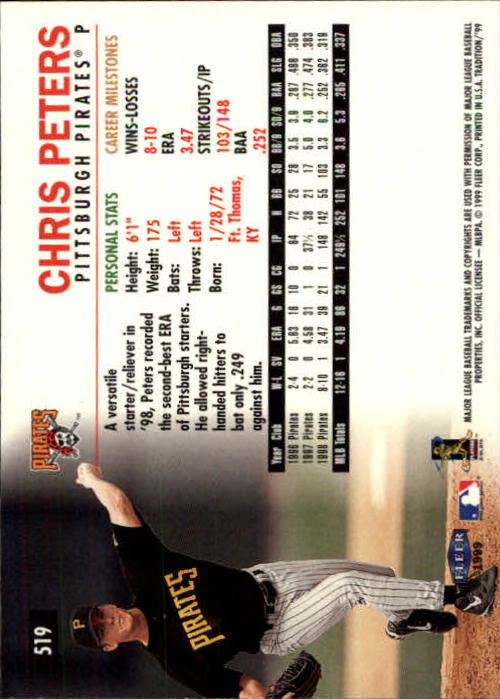 519
PIRATES
CHRIS PETERS
PITTSBURGH PIRATES® P
A versatile
starter/reliever in
'98, Peters recorded
the second-best ERA
of Pittsburgh starters.
He allowed right-
handed hitters to
bat only .249
against him.
PERSONAL STATS
Height: 6'1"
Weight: 175
Bats: Left
Throws: Left
Born:
1/28/72
Ft. Thomas,
KY
CAREER MILESTONES
WINS-LOSSES
8-10
ERA
3.47
STRIKEOUTS/IP
103/148
BAA
.252
Year Club W-L SV ERA G GS CG IP H BB SO BB/9 SO/9 BAA SLG OBA
1996 Pirates 2-4 0 5.63 16 10 0 64 72 25 28 3.5 3.9 .287 .498 .350
1997 Pirates 2-2 0 4.58 31 1 0 37⅓ 38 21 17 5.0 4.0 .277 .474 .383
1998 Pirates 8-10 1 3.47 39 21 1 148 142 55 103 3.3 6.2 .252 .362 .319
MLB Totals 12-16 1 4.19 86 32 1 249⅓ 252 101 148 3.6 5.3 .265 .411 .337
P
PIRATES
FLEER
1999
MAJOR LEAGUE BASEBALL TRADEMARKS AND COPYRIGHTS ARE USED WITH PERMISSION OF MAJOR LEAGUE BASEBALL
PROPERTIES, INC. OFFICIAL LICENSEE — MLBPA. © 1999 FLEER CORP., PRINTED IN U.S.A. TRADITION/'99